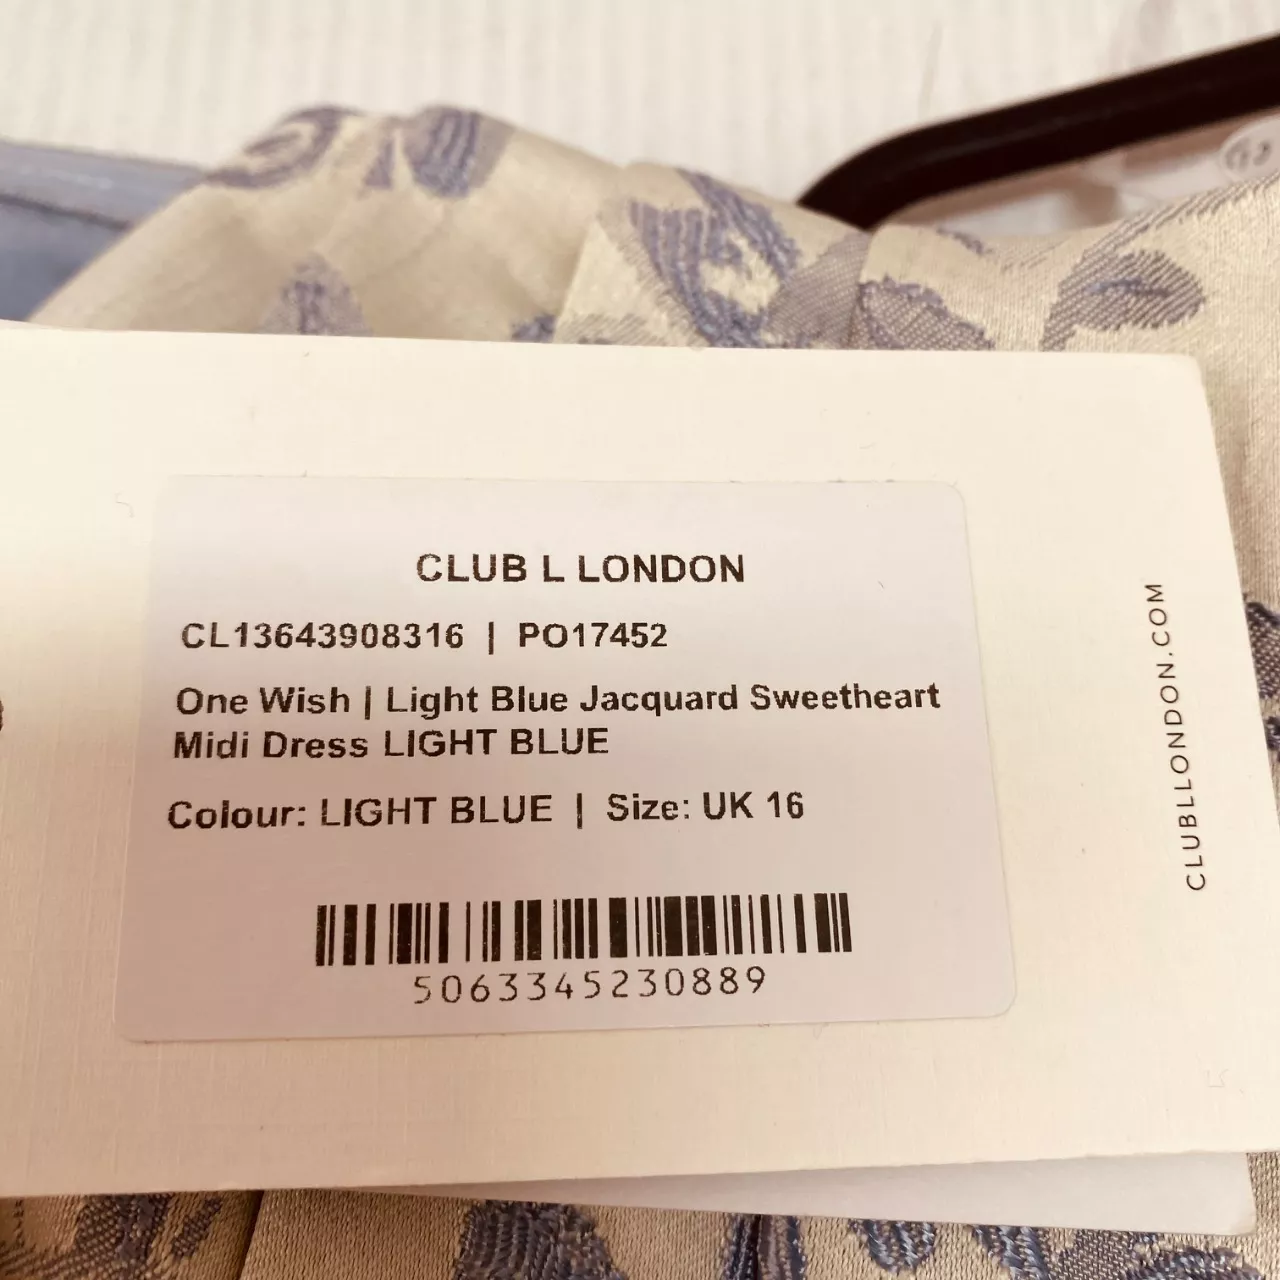 CLUB L LONDON
CL13643908316 | PO17452
One Wish | Light Blue Jacquard Sweetheart
Midi Dress LIGHT BLUE
Colour: LIGHT BLUE | Size: UK 16
5063345230889
CLUBLLONDON.COM